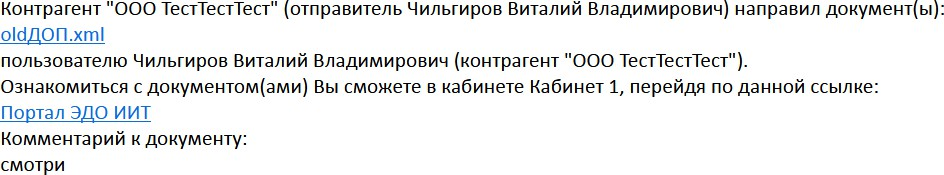 Контрагент "ООО ТестТестТест" (отправитель Чильгиров Виталий Владимирович) направил документ(ы):
oldДОП.xml
пользователю Чильгиров Виталий Владимирович (контрагент "ООО ТестТестТест").
Ознакомиться с документом(ами) Вы сможете в кабинете Кабинет 1, перейдя по данной ссылке:
Портал ЭДО ИИТ
Комментарий к документу:
смотри